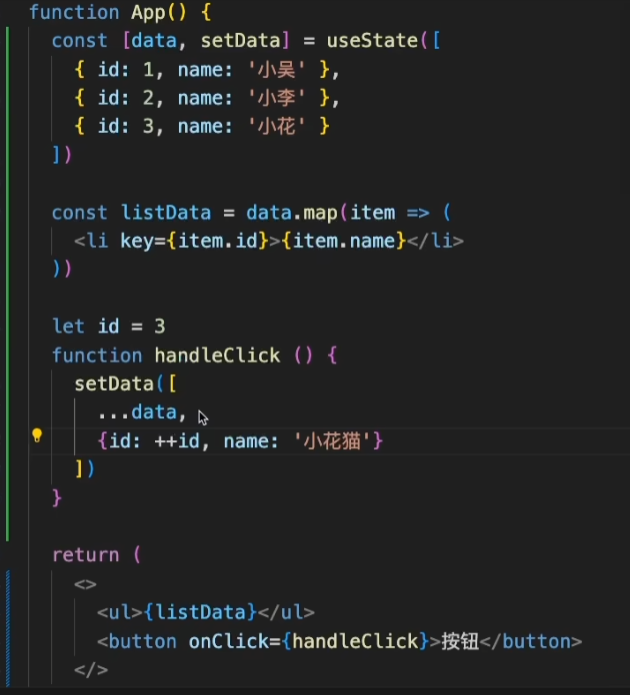 function App() {
  const [data, setData] = useState([
    { id: 1, name: '小吴' },
    { id: 2, name: '小李' },
    { id: 3, name: '小花' }
  ])

  const listData = data.map(item => (
    <li key={item.id}>{item.name}</li>
  ))

  let id = 3
  function handleClick () {
    setData([
      ...data,
      {id: ++id, name: '小花猫'}
    ])
  }

  return (
    <>
      <ul>{listData}</ul>
      <button onClick={handleClick}>按钮</button>
    </>